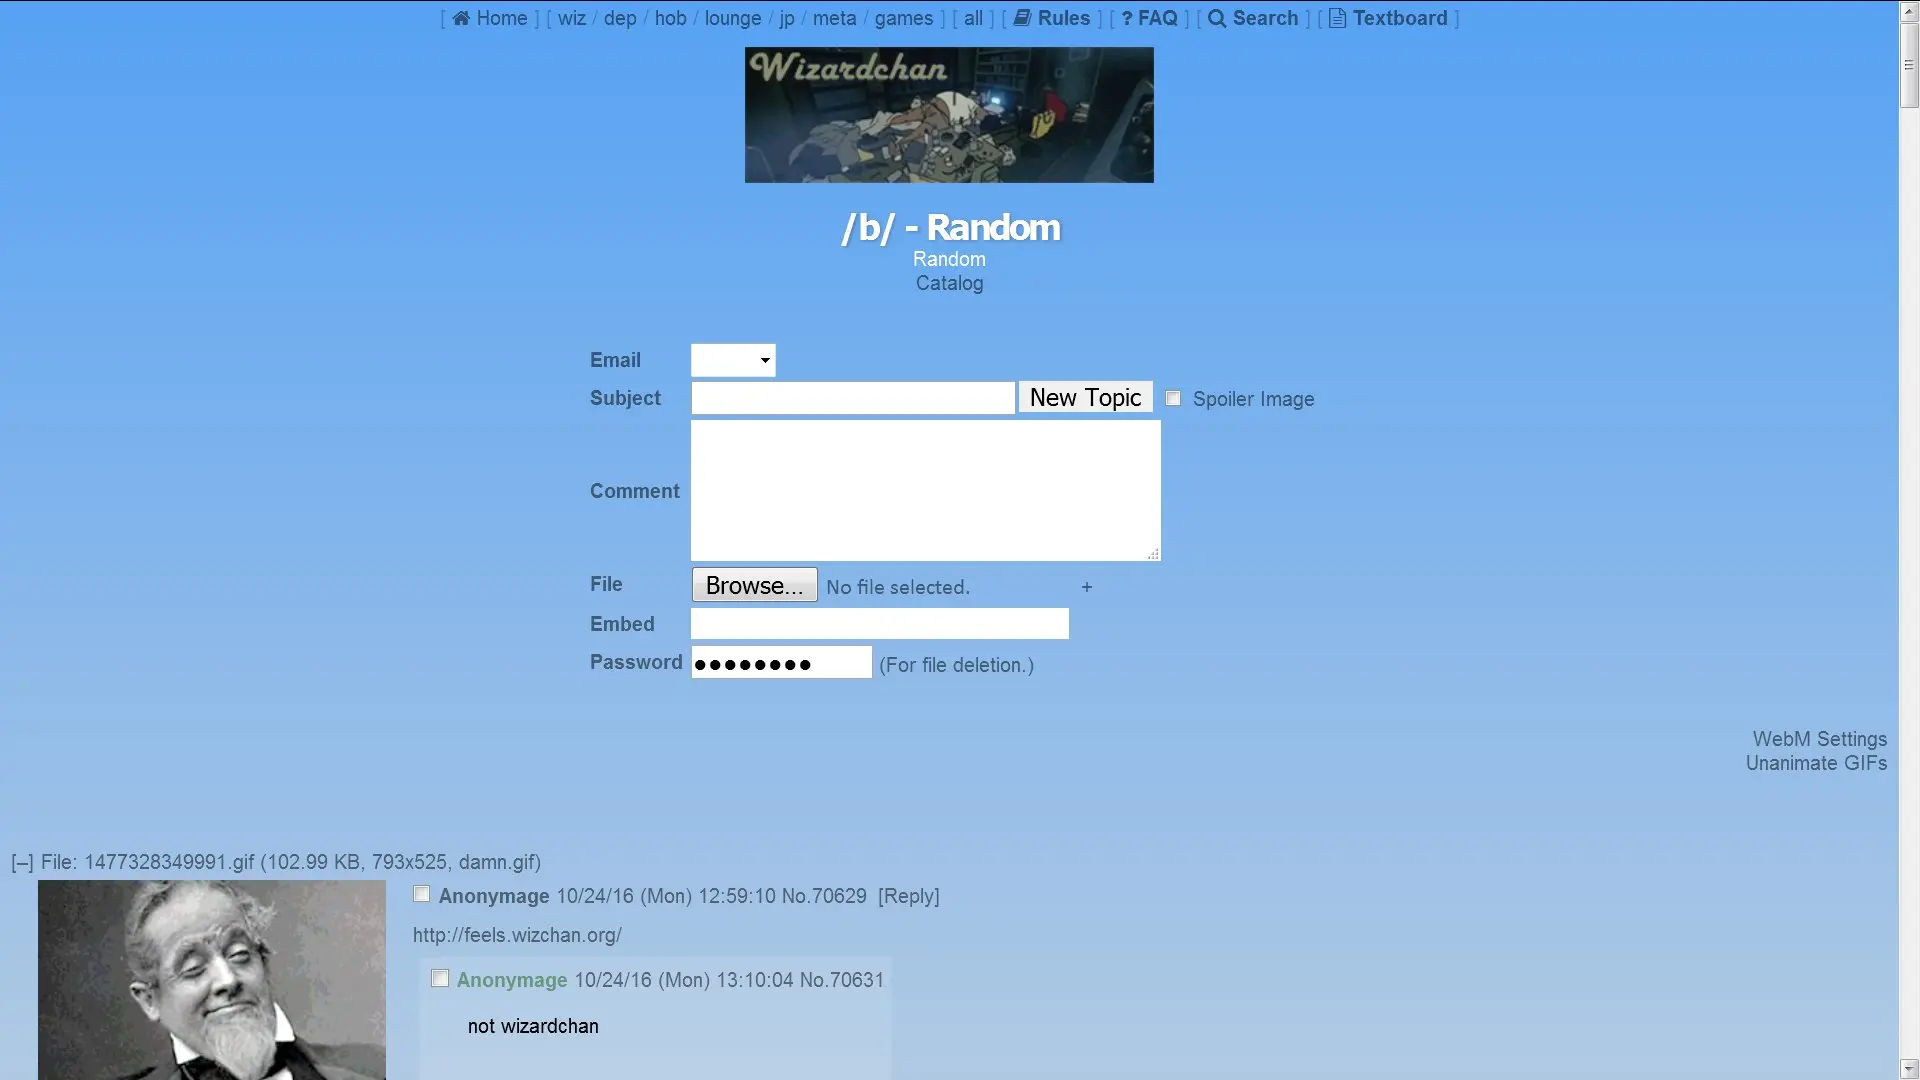 [ Home ] [ wiz / dep / hob / lounge / jp / meta / games ] [ all ] [ Rules ] [ ? FAQ ] [ Search ] [ Textboard ]
Wizardchan
/b/ - Random
Random
Catalog
Email
Subject New Topic Spoiler Image
Comment
File Browse... No file selected. +
Embed
Password ●●●●●●●● (For file deletion.)
WebM Settings
Unanimate GIFs
[–] File: 1477328349991.gif (102.99 KB, 793x525, damn.gif)
Anonymage 10/24/16 (Mon) 12:59:10 No.70629 [Reply]
http://feels.wizchan.org/
Anonymage 10/24/16 (Mon) 13:10:04 No.70631
not wizardchan